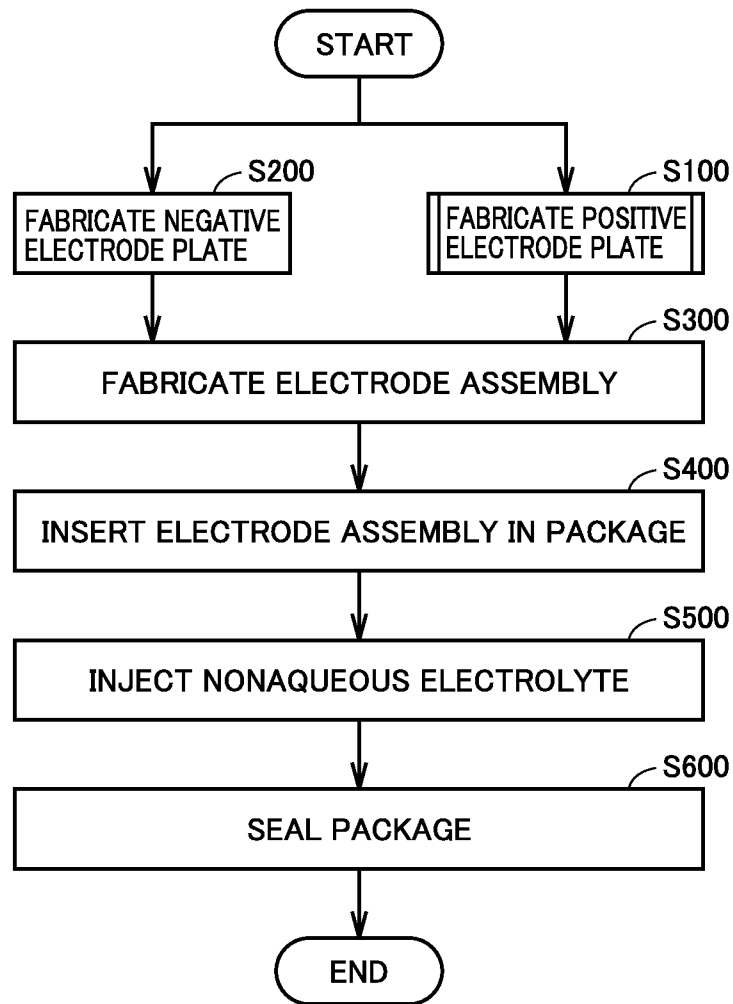 START
S200
S100
FABRICATE NEGATIVE
ELECTRODE PLATE
FABRICATE POSITIVE
ELECTRODE PLATE
S300
FABRICATE ELECTRODE ASSEMBLY
S400
INSERT ELECTRODE ASSEMBLY IN PACKAGE
S500
INJECT NONAQUEOUS ELECTROLYTE
S600
SEAL PACKAGE
END